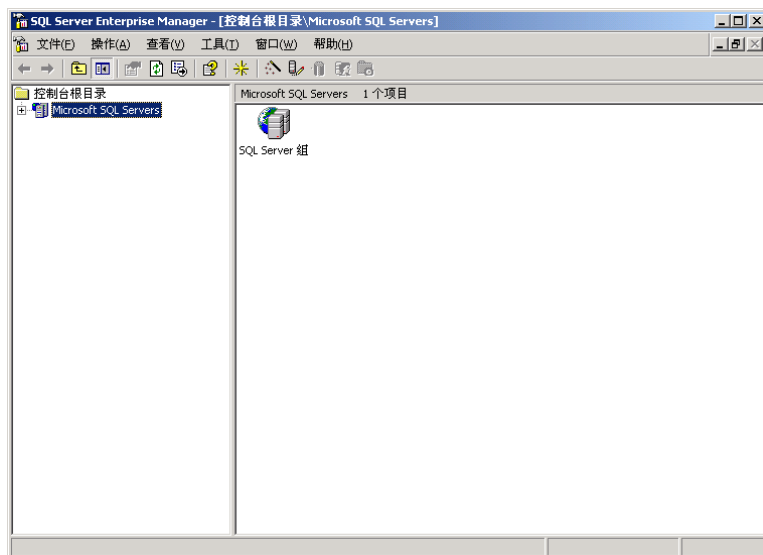 SQL Server Enterprise Manager - [控制台根目录\Microsoft SQL Servers]
文件(F) 操作(A) 查看(V) 工具(T) 窗口(W) 帮助(H)
控制台根目录
Microsoft SQL Servers
Microsoft SQL Servers 1 个项目
SQL Server 组